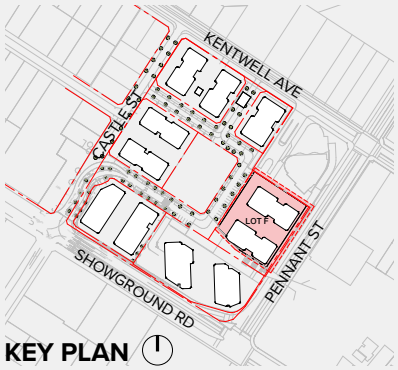 KENTWELL AVE
CASTLE ST
LOT F
PENNANT ST
SHOWGROUND RD
KEY PLAN